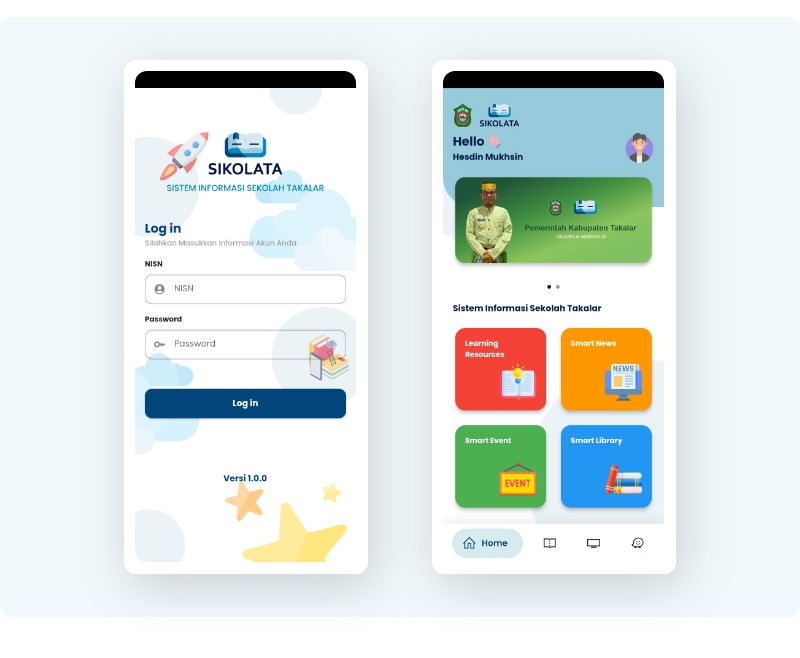 SIKOLATA
SISTEM INFORMASI SEKOLAH TAKALAR
Log in
Silahkan Masukkan Informasi Akun Anda
NISN
NISN
Password
Password
Log in
Versi 1.0.0
SIKOLATA
Hello
Hesdin Mukhsin
Pemerintah Kabupaten Takalar
Sistem Informasi Sekolah Takalar
Learning
Resources
Smart News
NEWS
Smart Event
EVENT
Smart Library
Home